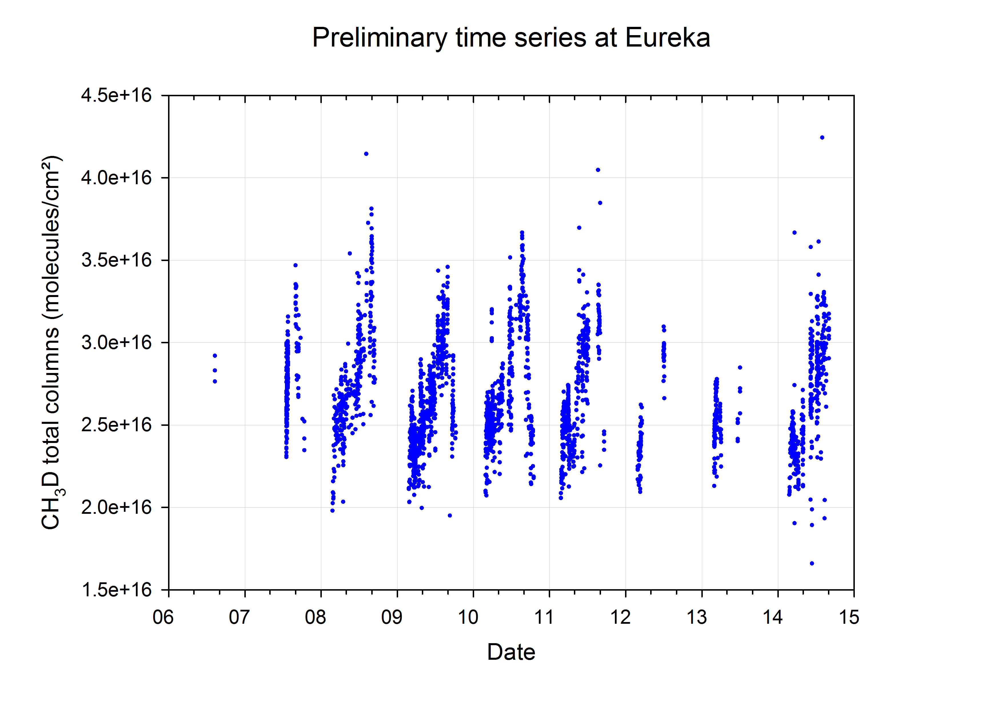 Preliminary time series at Eureka
4.5e+16
4.0e+16
3.5e+16
3.0e+16
2.5e+16
2.0e+16
1.5e+16
CH₃D total columns (molecules/cm²)
06 07 08 09 10 11 12 13 14 15
Date